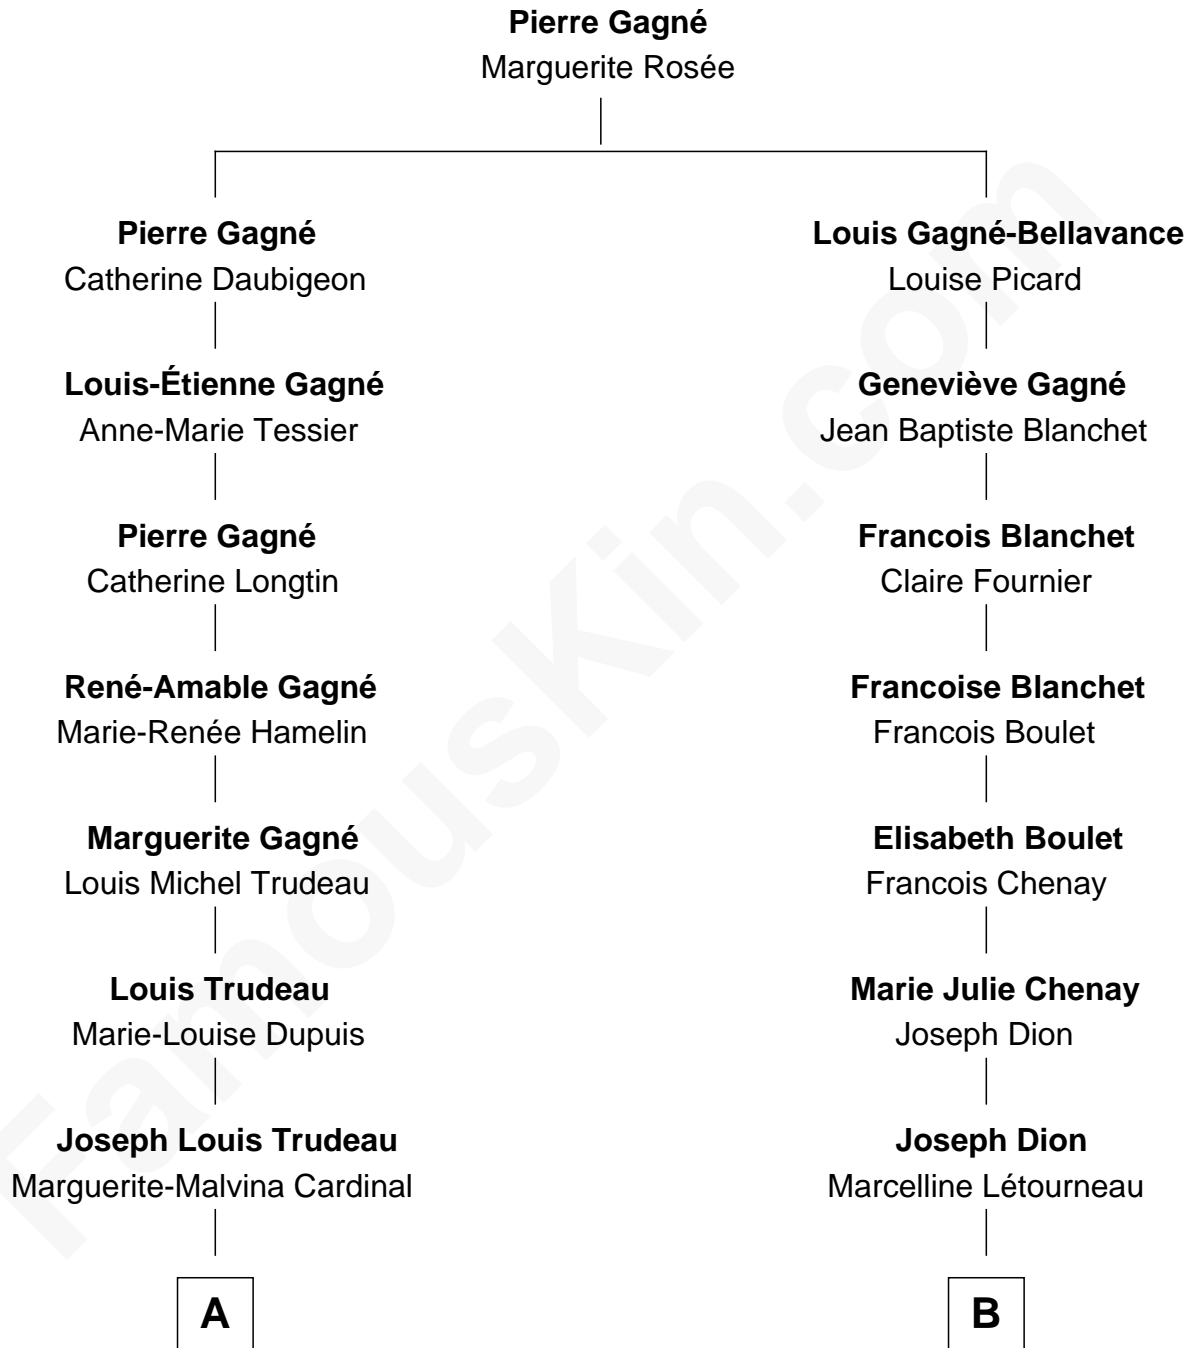 Pierre Gagné
Marguerite Rosée
Pierre Gagné
Catherine Daubigeon
Louis-Étienne Gagné
Anne-Marie Tessier
Pierre Gagné
Catherine Longtin
René-Amable Gagné
Marie-Renée Hamelin
Marguerite Gagné
Louis Michel Trudeau
Louis Trudeau
Marie-Louise Dupuis
Joseph Louis Trudeau
Marguerite-Malvina Cardinal
A
Louis Gagné-Bellavance
Louise Picard
Geneviève Gagné
Jean Baptiste Blanchet
Francois Blanchet
Claire Fournier
Francoise Blanchet
Francois Boulet
Elisabeth Boulet
Francois Chenay
Marie Julie Chenay
Joseph Dion
Joseph Dion
Marcelline Létourneau
B
FamousKin.com